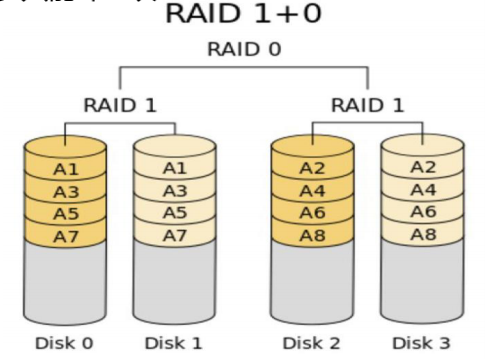 RAID 1+0
RAID 0
RAID 1 RAID 1
A1 A1 A2 A2
A3 A3 A4 A4
A5 A5 A6 A6
A7 A7 A8 A8
Disk 0 Disk 1 Disk 2 Disk 3